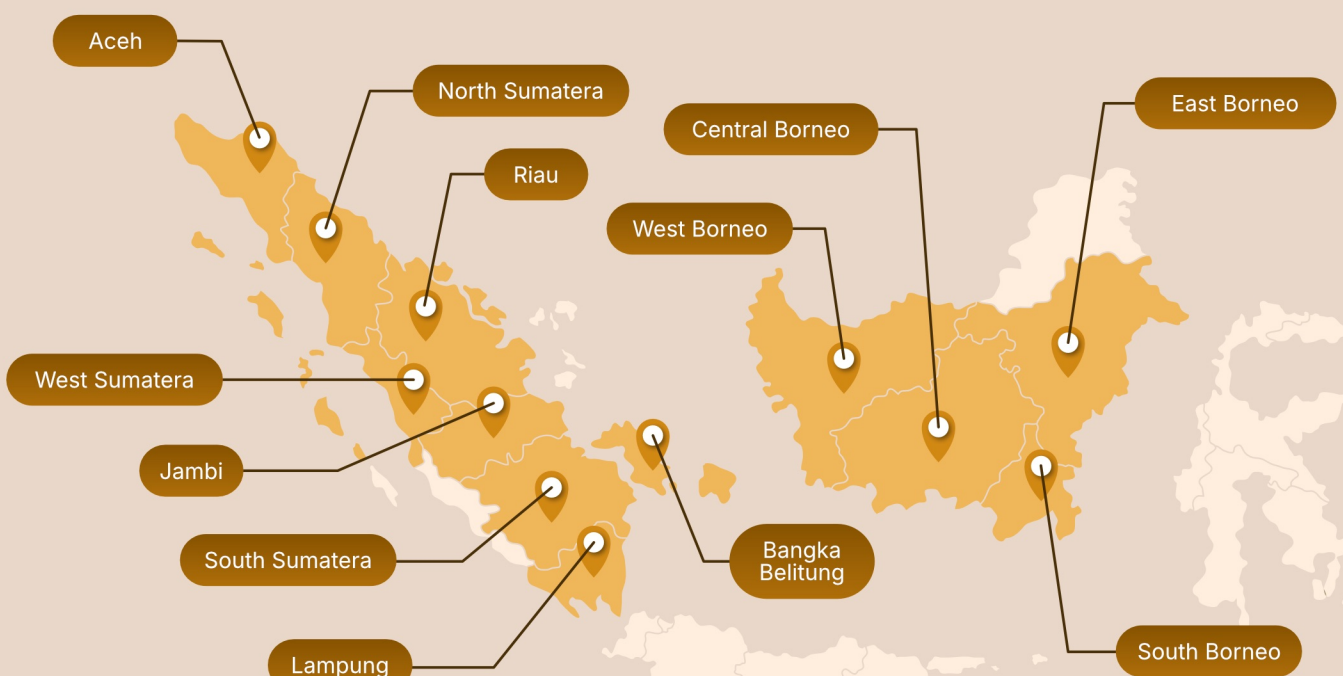 Aceh
North Sumatera
East Borneo
Central Borneo
Riau
West Borneo
West Sumatera
Jambi
South Sumatera
Bangka
Belitung
South Borneo
Lampung